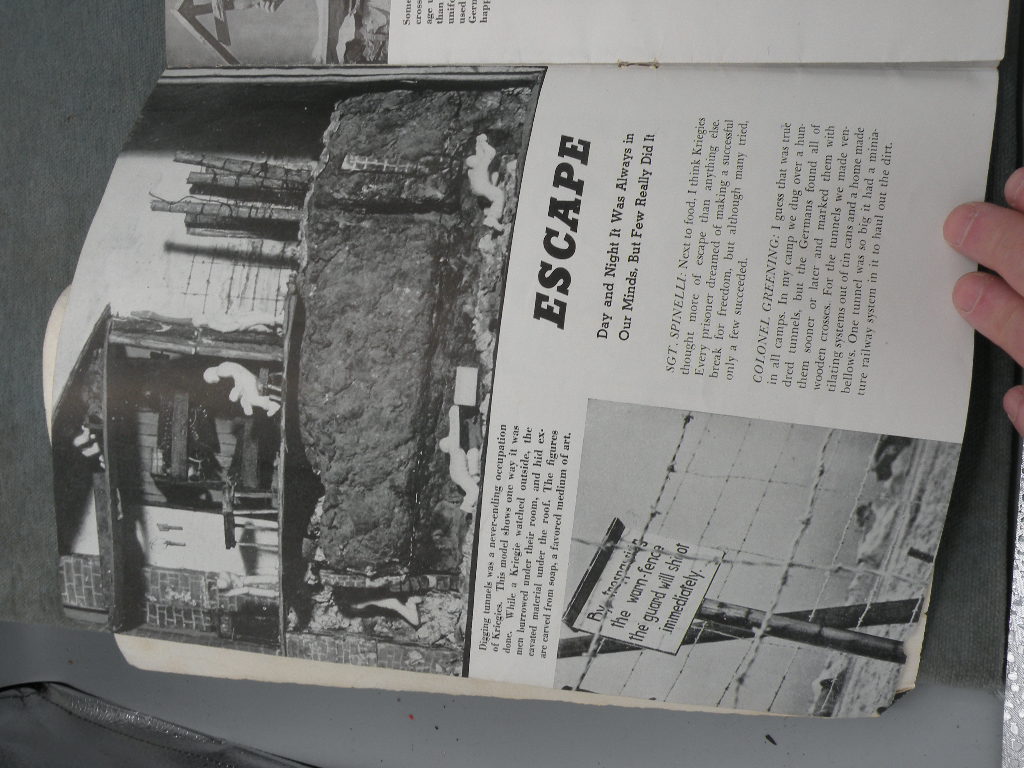 Digging tunnels was a never-ending occupation
of Kriegies. This model shows one way it was
done. While a Kriegie watched outside, the
men burrowed under their room, and hid ex-
cavated material under the roof. The figures
are carved from soap, a favored medium of art.
ESCAPE
Day and Night It Was Always in
Our Minds, But Few Really Did It
SGT. SPINELLI: Next to food, I think Kriegies
thought more of escape than anything else.
Every prisoner dreamed of making a successful
break for freedom, but although many tried,
only a few succeeded.
COLONEL GREENING: I guess that was true
in all camps. In my camp we dug over a hun-
dred tunnels, but the Germans found all of
them sooner or later and marked them with
wooden crosses. For the tunnels we made ven-
tilating systems out of tin cans and a home made
bellows. One tunnel was so big it had a minia-
ture railway system in it to haul out the dirt.
By
the warn-fence
the guard will shoot
immediately.
Some
cross
age
than
unif
used
Gern
happ